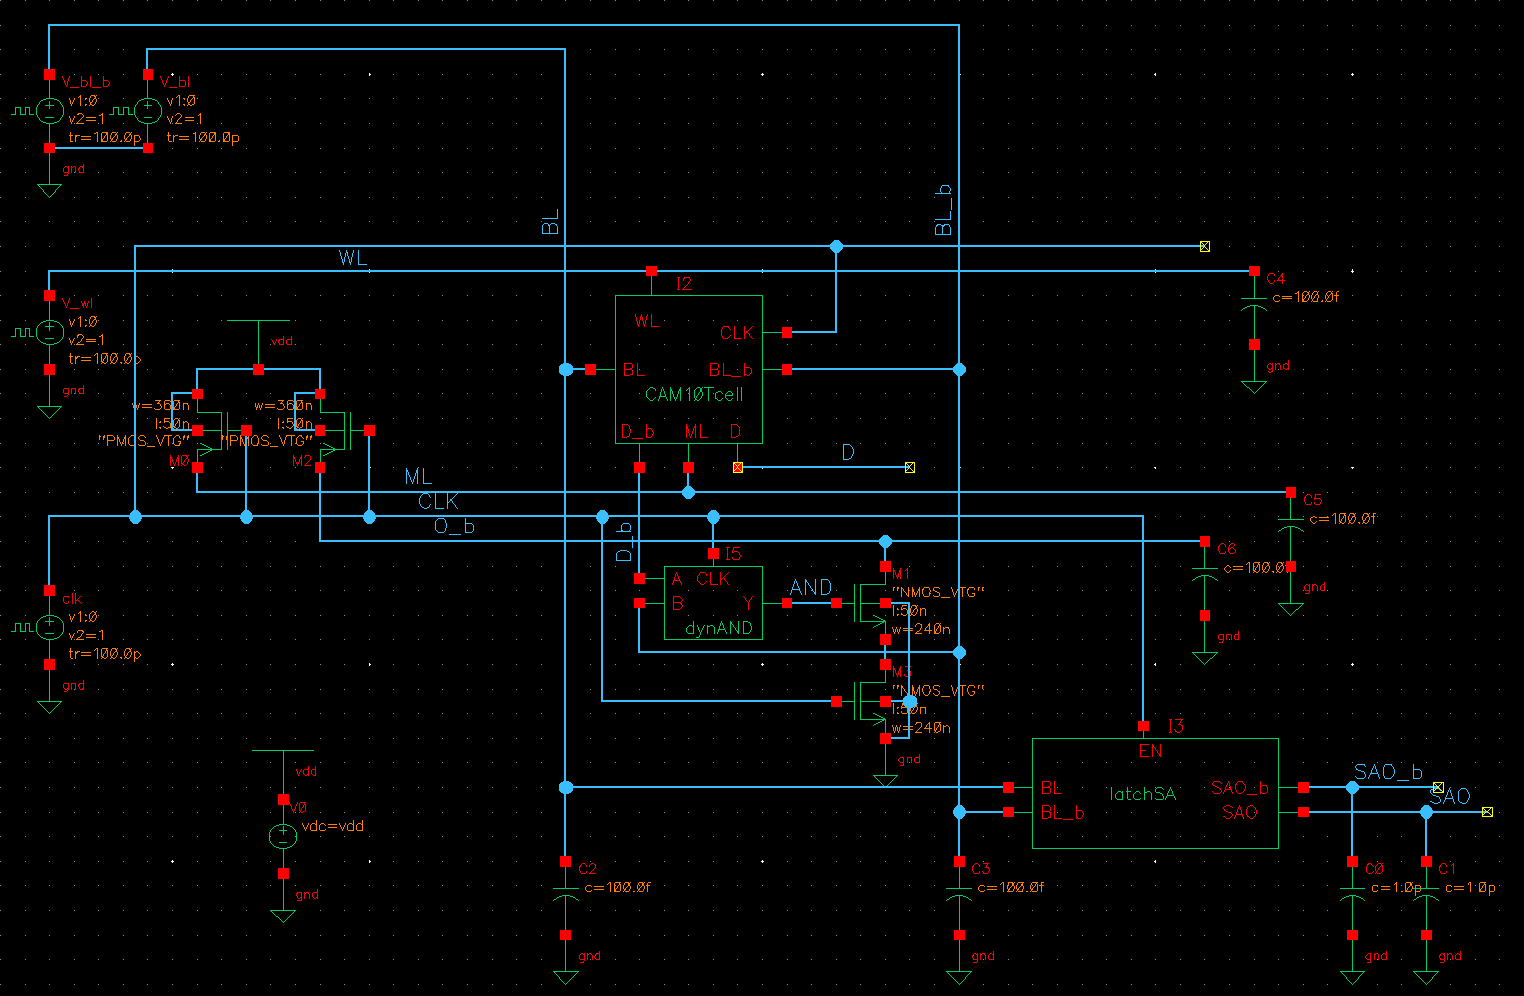 V_bl_b
v1:0
v2=1
tr=100.0p
gnd
V_bl
v1:0
v2=1
tr=100.0p
BL
BL_b
WL
V_wl
v1:0
v2=1
tr=100.0p
gnd
vdd
w=360n
l:50n
"PMOS_VTG"
M0
w=360n
l:50n
"PMOS_VTG"
M2
I2
WL
CLK
BL
BL_b
CAM10Tcell
D_b
ML
D
D
C4
c=100.0f
gnd
ML
CLK
O_b
C5
c=100.0f
gnd
C6
c=100.0f
gnd
D_b
I5
A
CLK
B
Y
dynAND
AND
M1
"NMOS_VTG"
l:50n
w=240n
M3
"NMOS_VTG"
l:50n
w=240n
gnd
clk
v1:0
v2=1
tr=100.0p
gnd
vdd
V0
vdc=vdd
gnd
I3
EN
BL
BL_b
latchSA
SAO_b
SAO
SAO_b
SAO
C2
c=100.0f
gnd
C3
c=100.0f
gnd
C0
c=1.0p
gnd
C1
c=1.0p
gnd